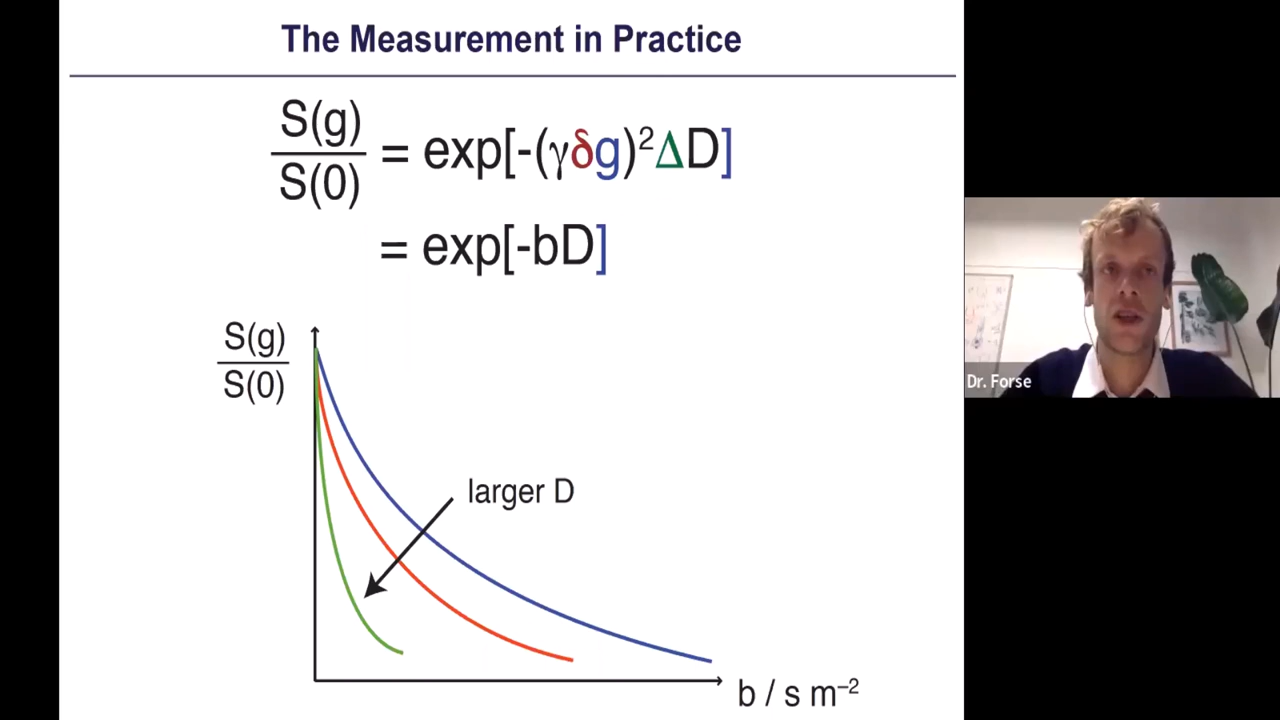 The Measurement in Practice
S(g)
S(0)
= exp[-(γδg)²ΔD]
= exp[-bD]
S(g)
S(0)
larger D
b / s m⁻²
Dr. Forse